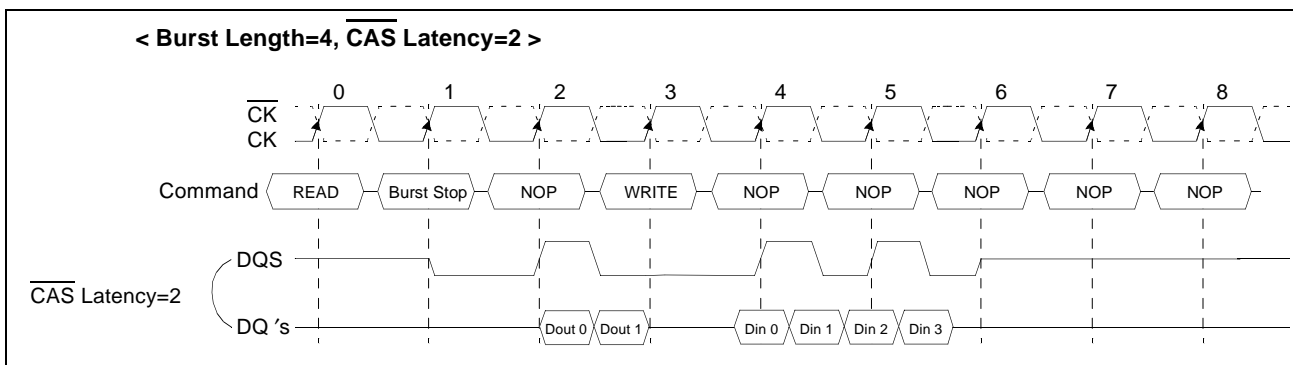 < Burst Length=4, CAS Latency=2 >
0 1 2 3 4 5 6 7 8
CK
CK
Command READ Burst Stop NOP WRITE NOP NOP NOP NOP NOP
DQS
CAS Latency=2
DQ ′s Dout 0 Dout 1 Din 0 Din 1 Din 2 Din 3